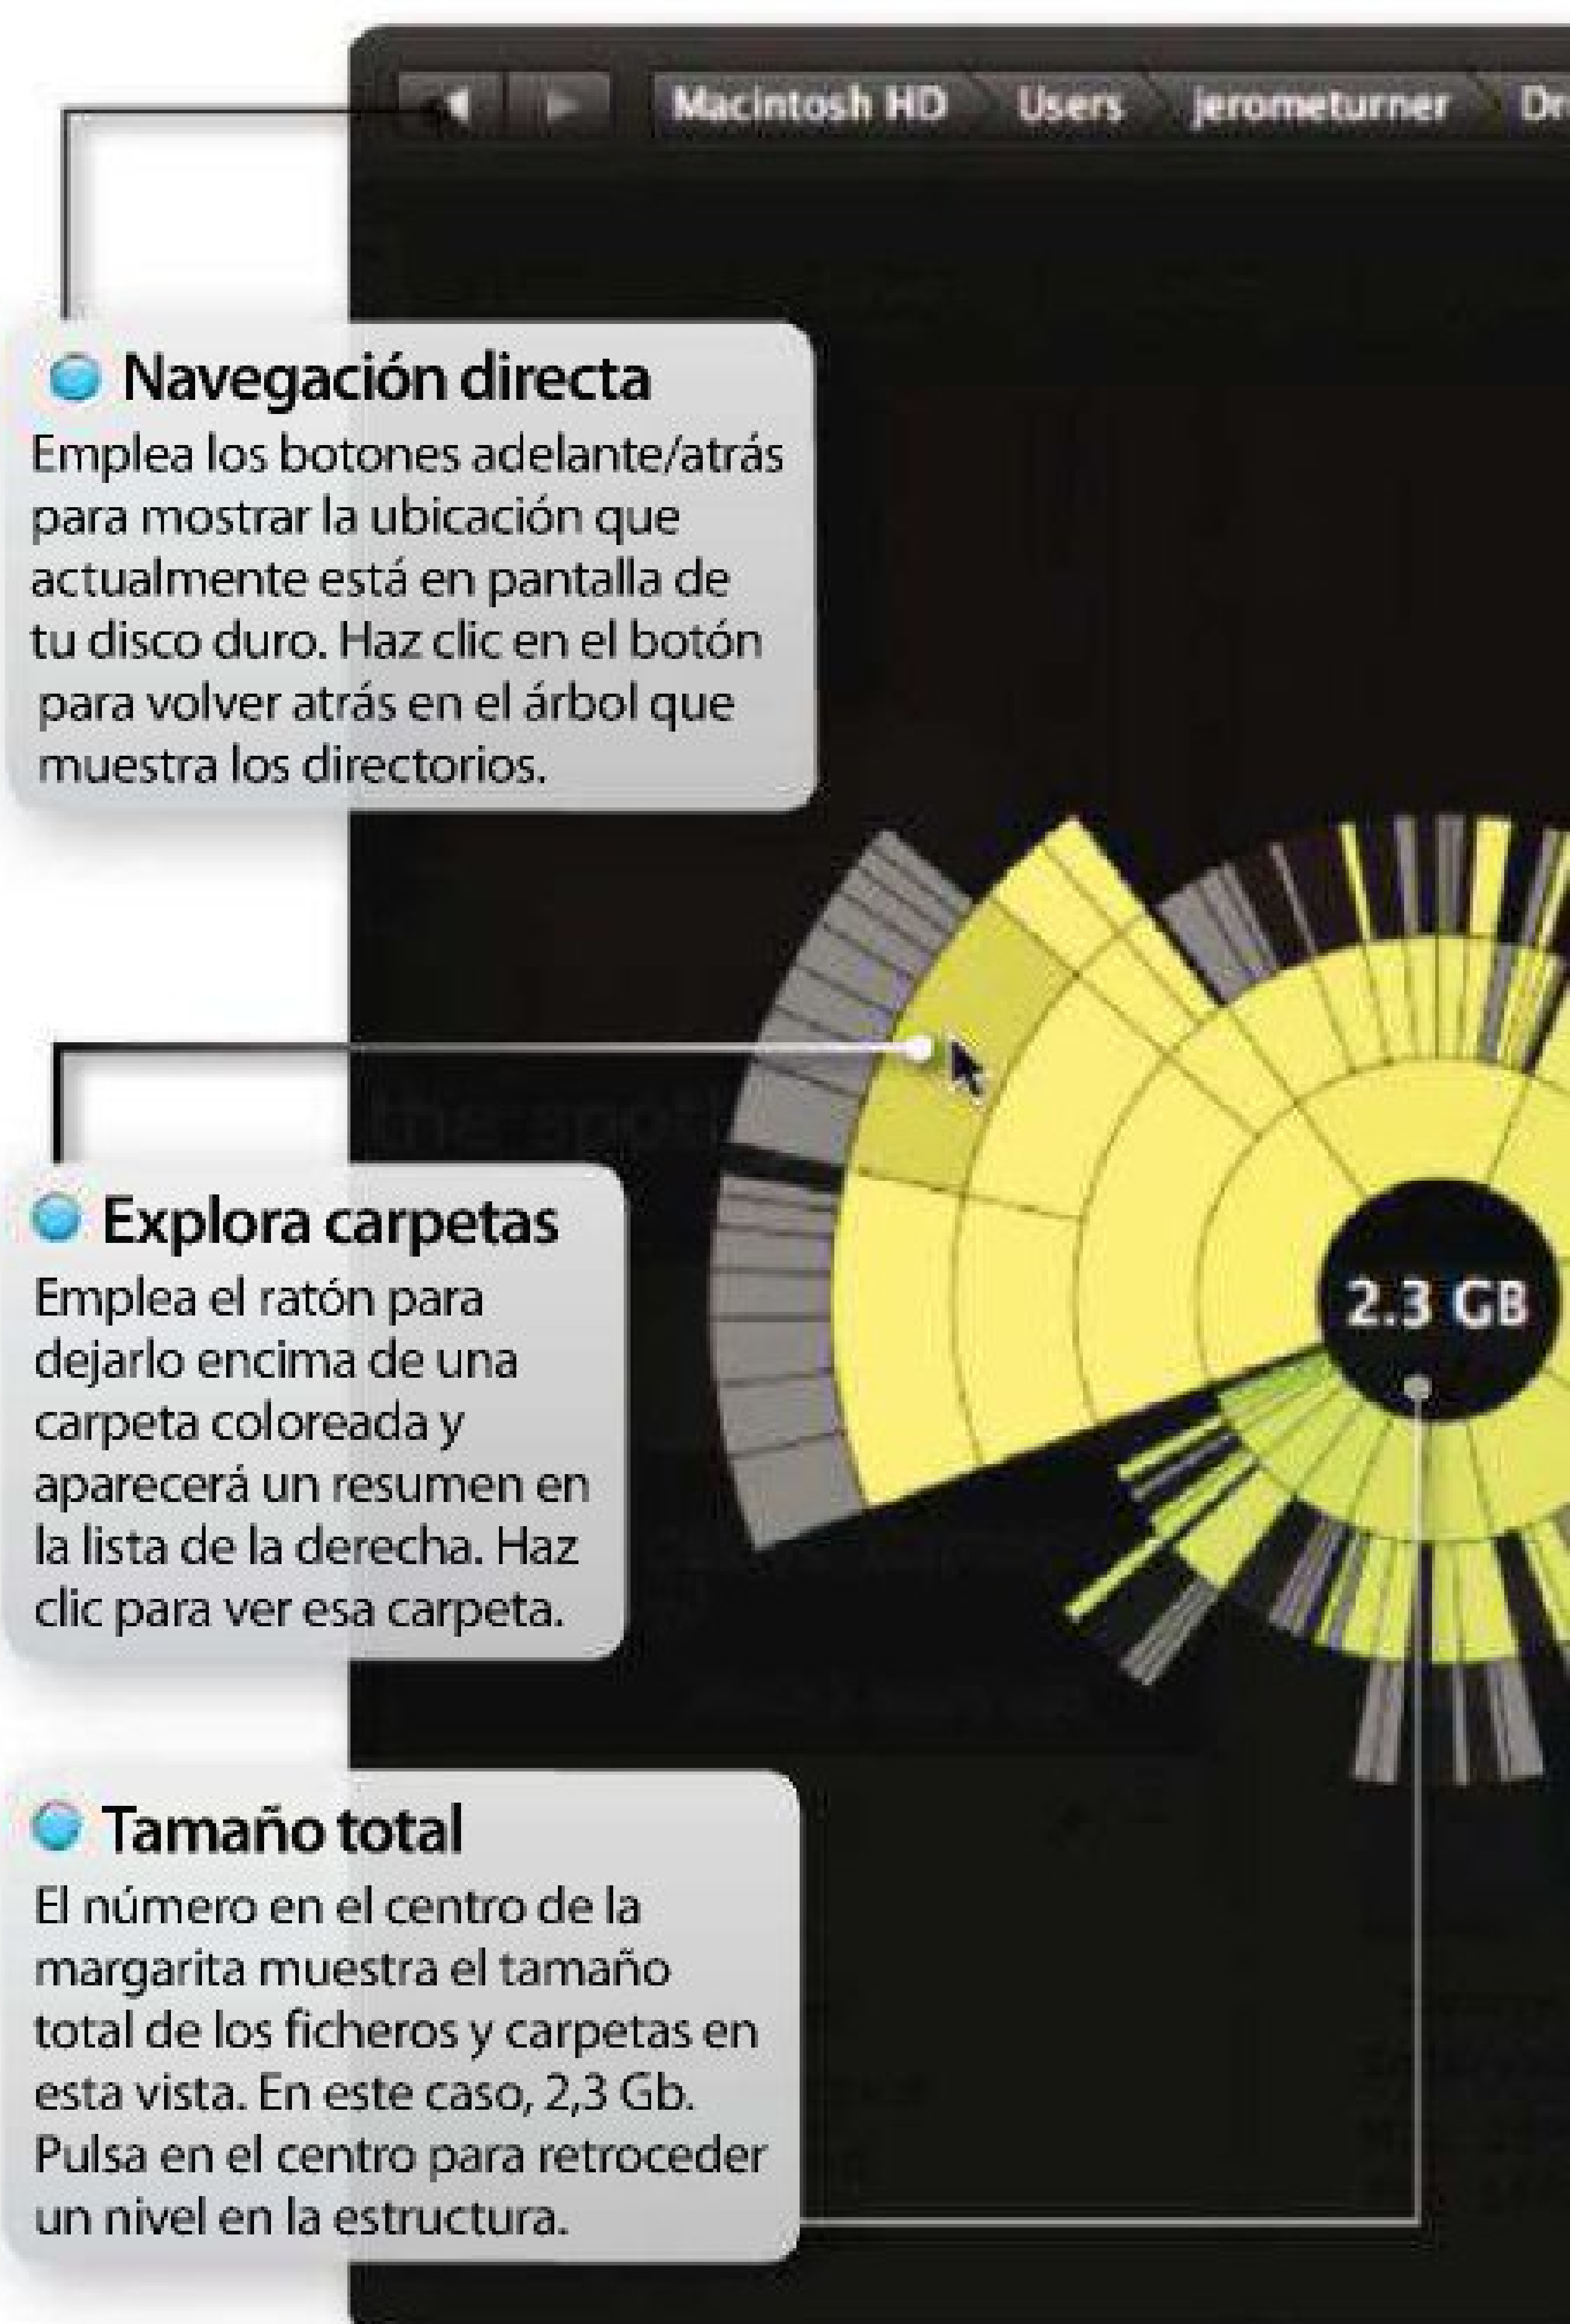 Macintosh HD Users jerometurner
Navegación directa
Emplea los botones adelante/atrás
para mostrar la ubicación que
actualmente está en pantalla de
tu disco duro. Haz clic en el botón
para volver atrás en el árbol que
muestra los directorios.
Explora carpetas
Emplea el ratón para
dejarlo encima de una
carpeta coloreada y
aparecerá un resumen en
la lista de la derecha. Haz
clic para ver esa carpeta.
2.3 GB
Tamaño total
El número en el centro de la
margarita muestra el tamaño
total de los ficheros y carpetas en
esta vista. En este caso, 2,3 Gb.
Pulsa en el centro para retroceder
un nivel en la estructura.